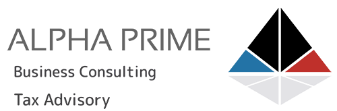 ALPHA PRIME
Business Consulting
Tax Advisory